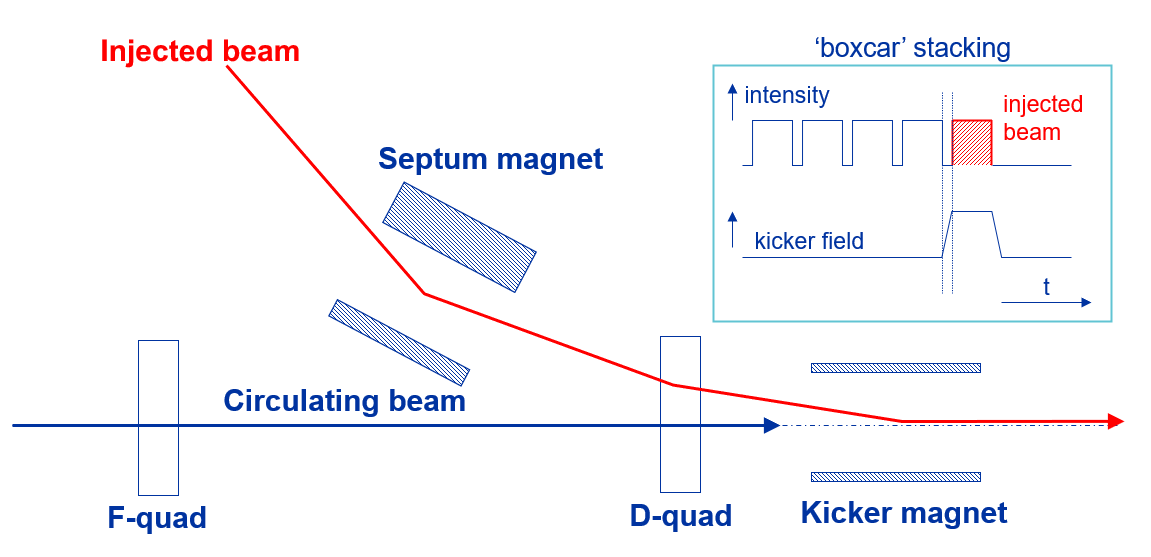 Injected beam
‘boxcar’ stacking
intensity
injected
beam
Septum magnet
kicker field
t
Circulating beam
F-quad
D-quad
Kicker magnet